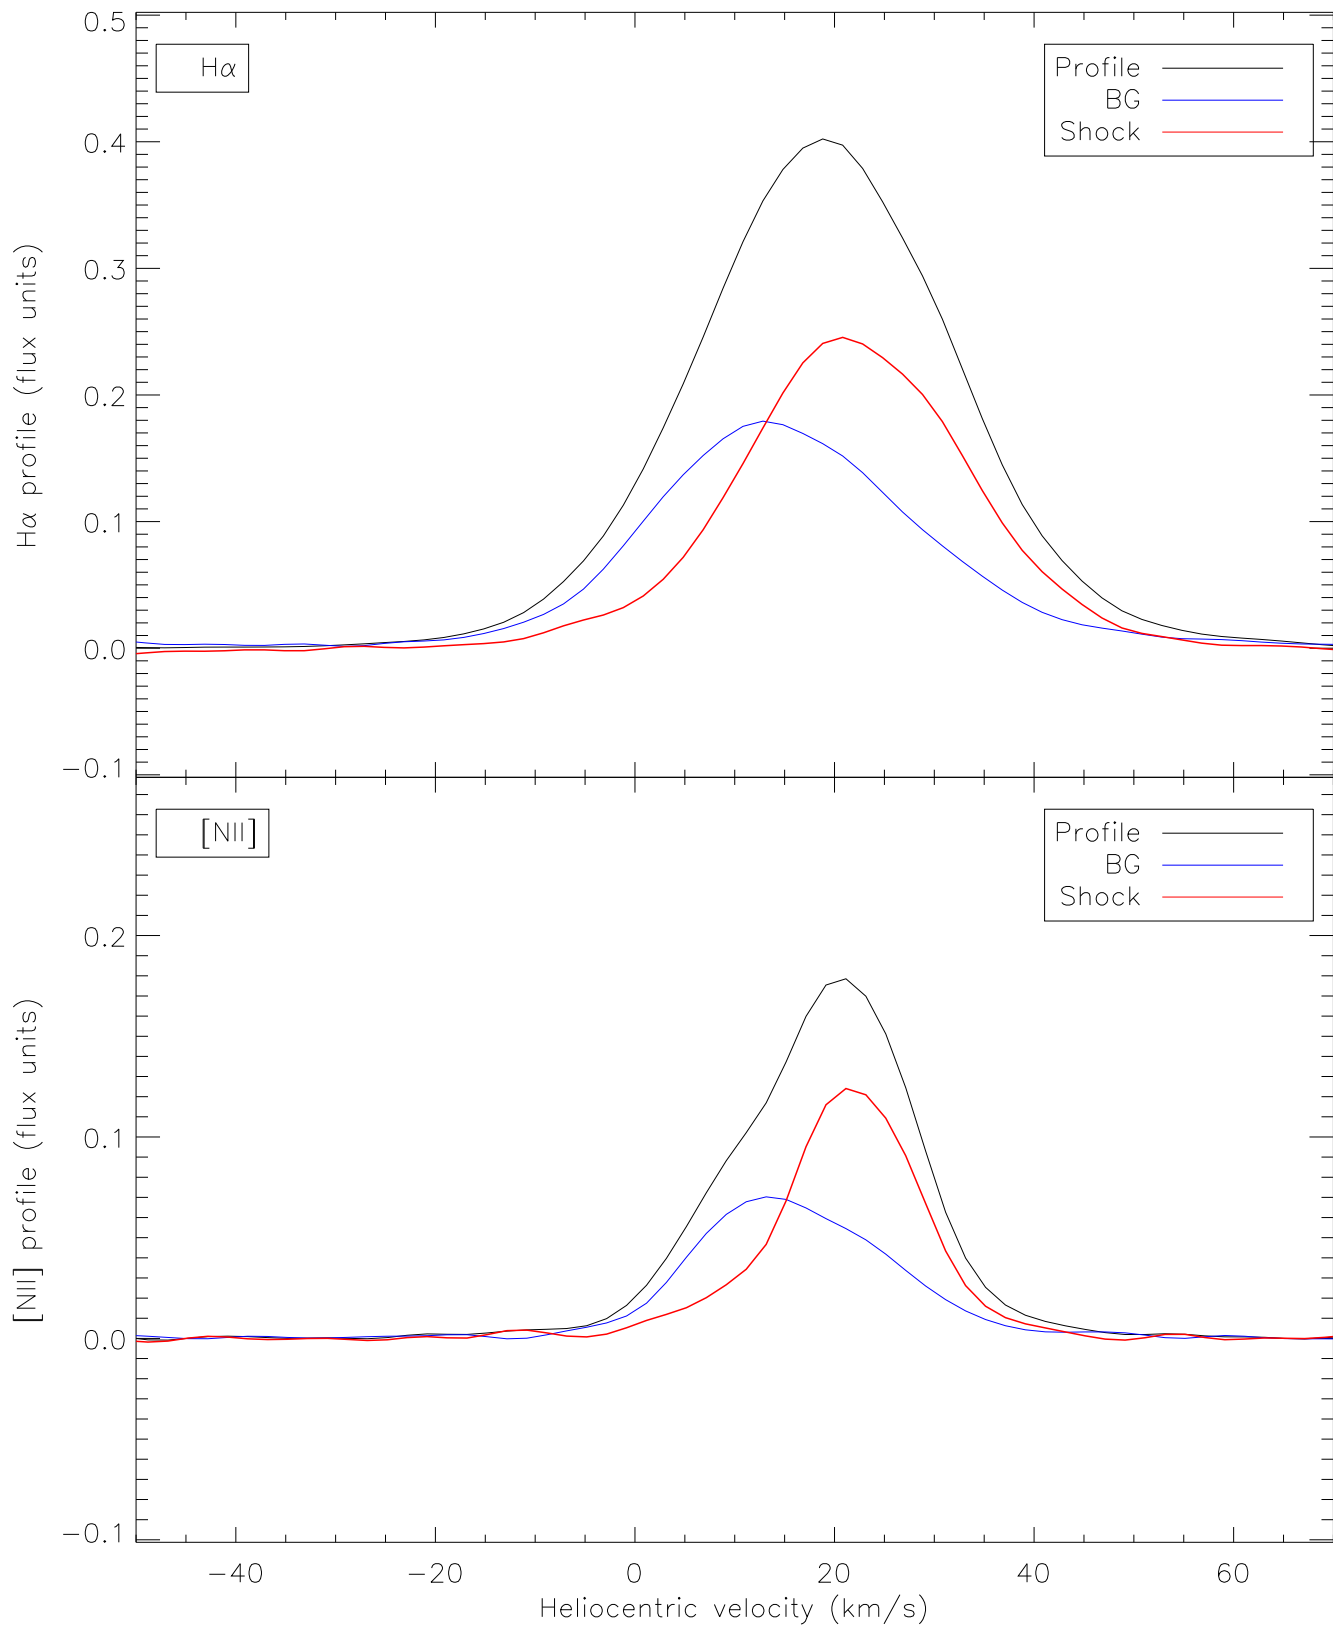 0.5
Hα
Profile
BG
Shock
0.4
0.3
0.2
0.1
0.0
−0.1
Hα profile (flux units)
[NII]
Profile
BG
Shock
0.2
0.1
0.0
−0.1
[NII] profile (flux units)
−40 −20 0 20 40 60
Heliocentric velocity (km/s)